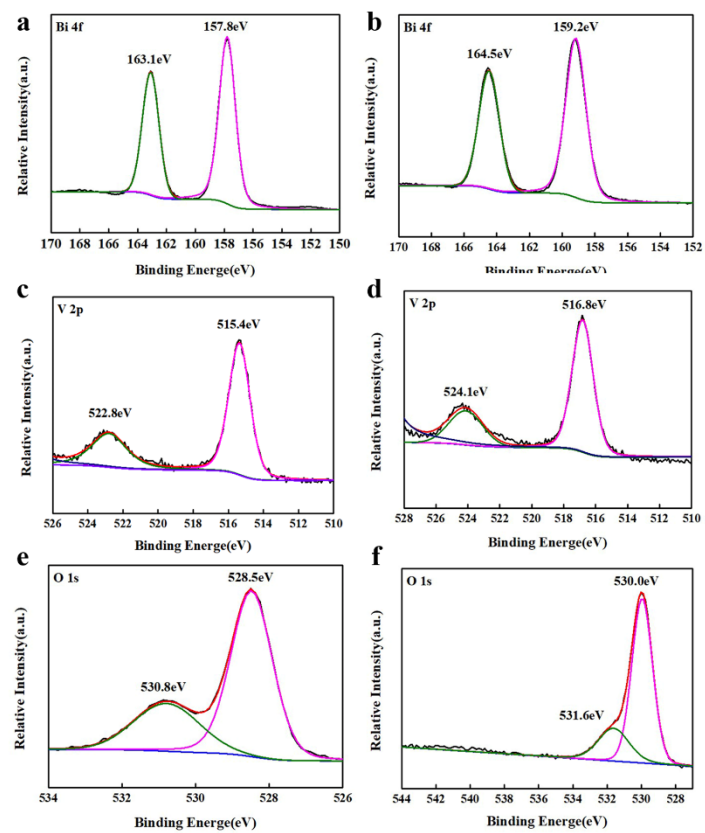 a
Bi 4f
157.8eV
163.1eV
Relative Intensity(a.u.)
170 168 166 164 162 160 158 156 154 152 150
Binding Energe(eV)
b
Bi 4f
159.2eV
164.5eV
Relative Intensity(a.u.)
170 168 166 164 162 160 158 156 154 152
Binding Energe(eV)
c
V 2p
515.4eV
522.8eV
Relative Intensity(a.u.)
526 524 522 520 518 516 514 512 510
Binding Energe(eV)
d
V 2p
516.8eV
524.1eV
Relative Intensity(a.u.)
528 526 524 522 520 518 516 514 512 510
Binding Energe(eV)
e
O 1s
528.5eV
530.8eV
Relative Intensity(a.u.)
534 532 530 528 526
Binding Energe(eV)
f
O 1s
530.0eV
531.6eV
Relative Intensity(a.u.)
544 542 540 538 536 534 532 530 528
Binding Energe(eV)